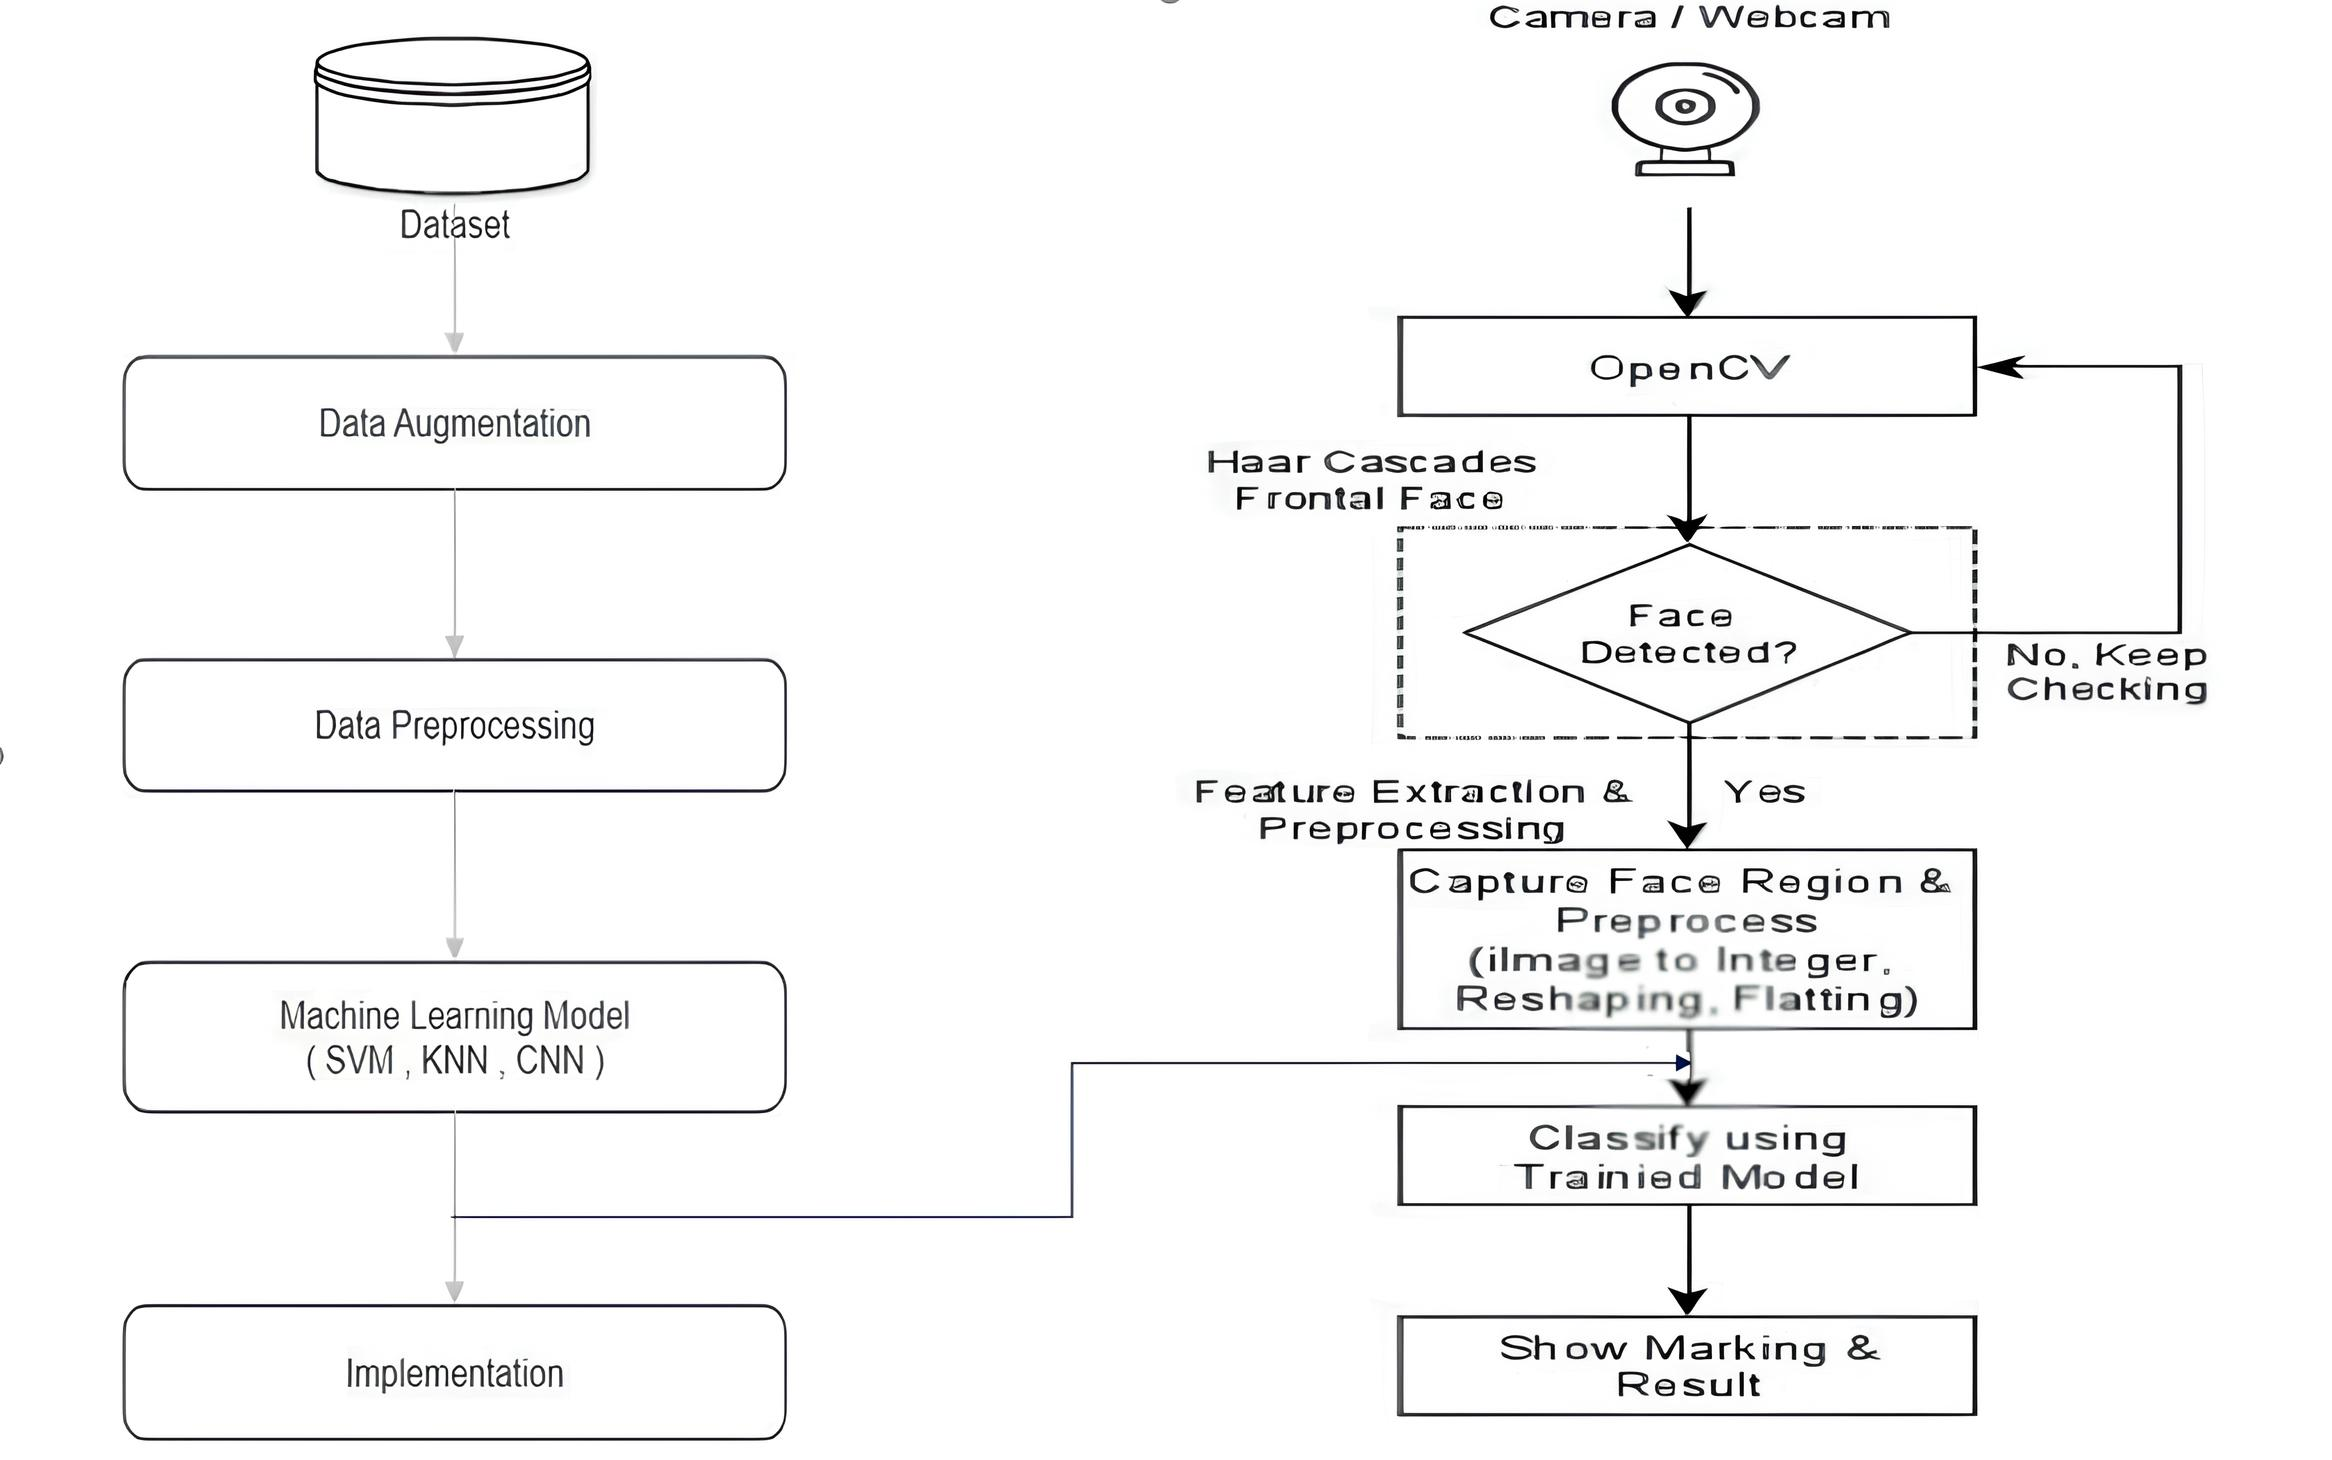 Dataset
Data Augmentation
Data Preprocessing
Machine Learning Model
( SVM , KNN , CNN )
Implementation
Camera / Webcam
OpenCV
Haar Cascades
Frontal Face
Face
Detected?
No. Keep
Checking
Feature Extraction &
Preprocessing
Yes
Capture Face Region &
Preprocess
(iImage to Integer,
Reshaping, Flatting)
Classify using
Trainied Model
Show Marking &
Result